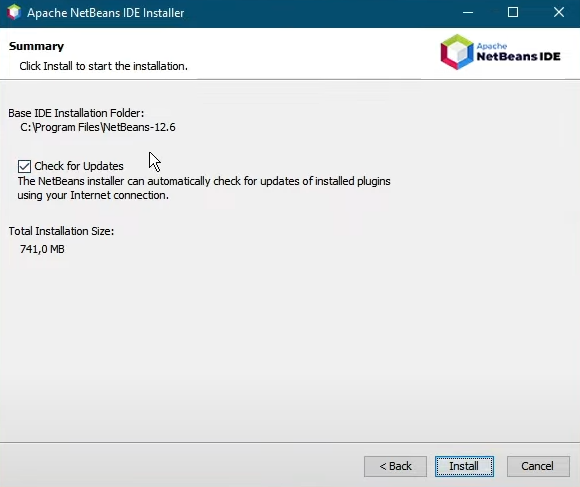 Apache NetBeans IDE Installer
Summary
Click Install to start the installation.
Apache
NetBeans IDE
Base IDE Installation Folder:
C:\Program Files\NetBeans-12.6
Check for Updates
The NetBeans installer can automatically check for updates of installed plugins
using your Internet connection.
Total Installation Size:
741,0 MB
< Back
Install
Cancel